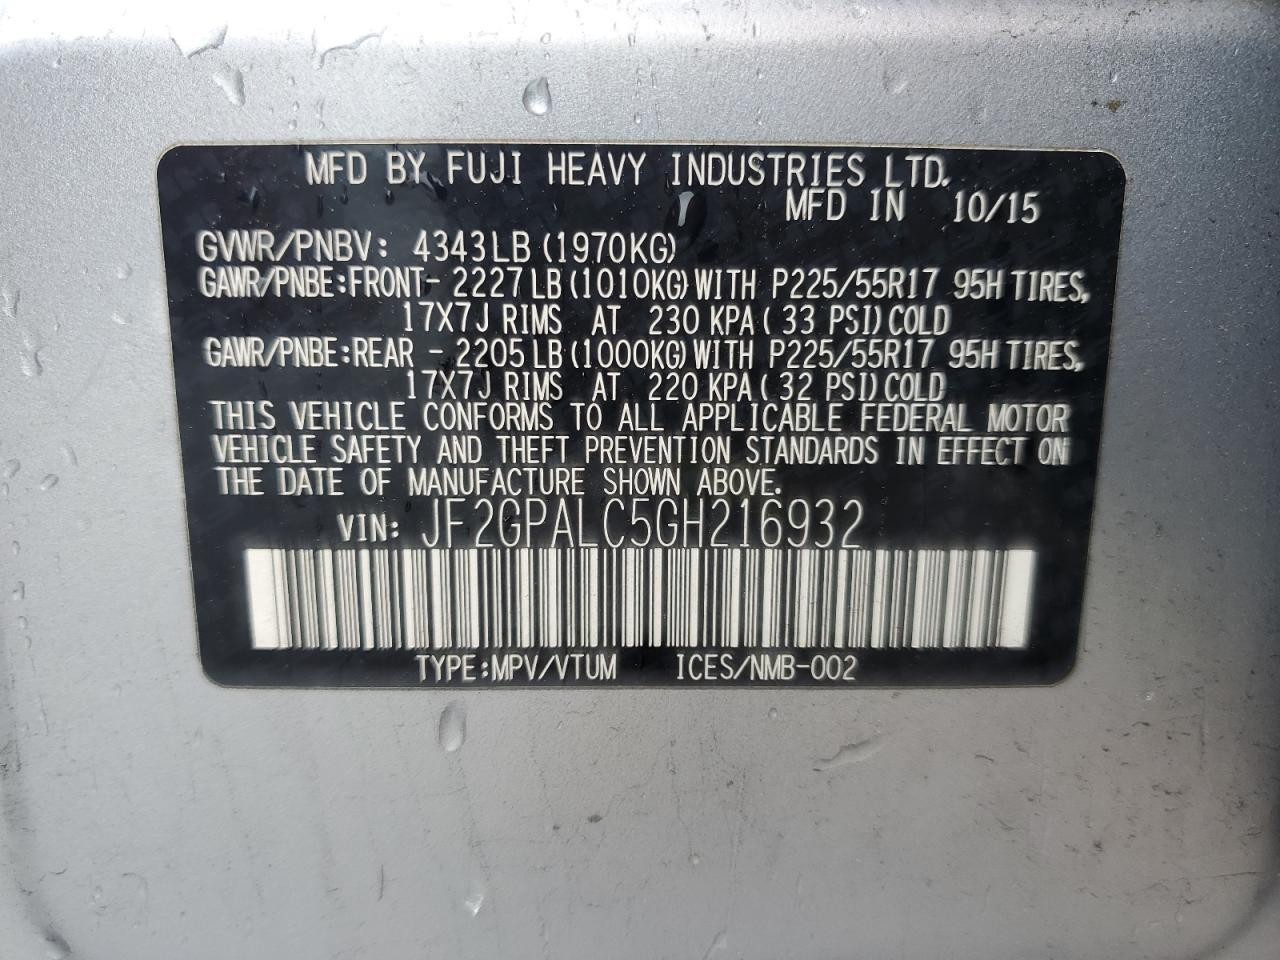 MFD BY FUJI HEAVY INDUSTRIES LTD.
MFD IN 10/15
GVWR/PNBV: 4343LB (1970KG)
GAWR/PNBE:FRONT- 2227LB (1010KG) WITH P225/55R17 95H TIRES,
17X7J RIMS AT 230 KPA ( 33 PSI) COLD
GAWR/PNBE:REAR - 2205LB (1000KG) WITH P225/55R17 95H TIRES,
17X7J RIMS AT 220 KPA ( 32 PSI) COLD
THIS VEHICLE CONFORMS TO ALL APPLICABLE FEDERAL MOTOR
VEHICLE SAFETY AND THEFT PREVENTION STANDARDS IN EFFECT ON
THE DATE OF MANUFACTURE SHOWN ABOVE.
VIN: JF2GPALC5GH216932
TYPE:MPV/VTUM ICES/NMB-002